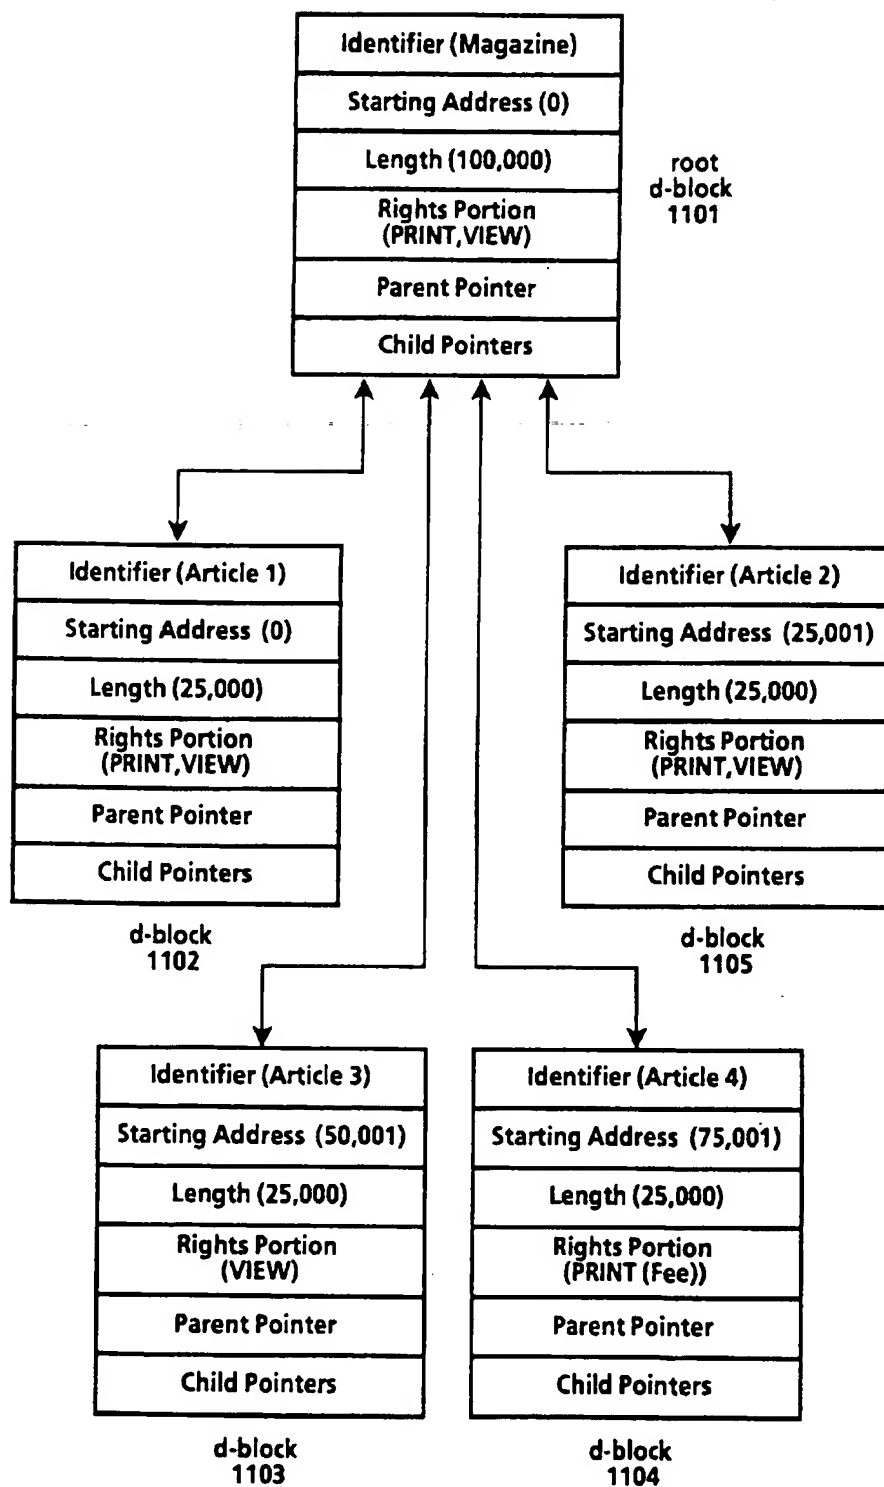 Identifier (Magazine)
Starting Address (0)
Length (100,000)
Rights Portion
(PRINT,VIEW)
Parent Pointer
Child Pointers
root
d-block
1101
Identifier (Article 1)
Starting Address (0)
Length (25,000)
Rights Portion
(PRINT,VIEW)
Parent Pointer
Child Pointers
d-block
1102
Identifier (Article 2)
Starting Address (25,001)
Length (25,000)
Rights Portion
(PRINT,VIEW)
Parent Pointer
Child Pointers
d-block
1105
Identifier (Article 3)
Starting Address (50,001)
Length (25,000)
Rights Portion
(VIEW)
Parent Pointer
Child Pointers
d-block
1103
Identifier (Article 4)
Starting Address (75,001)
Length (25,000)
Rights Portion
(PRINT (Fee))
Parent Pointer
Child Pointers
d-block
1104